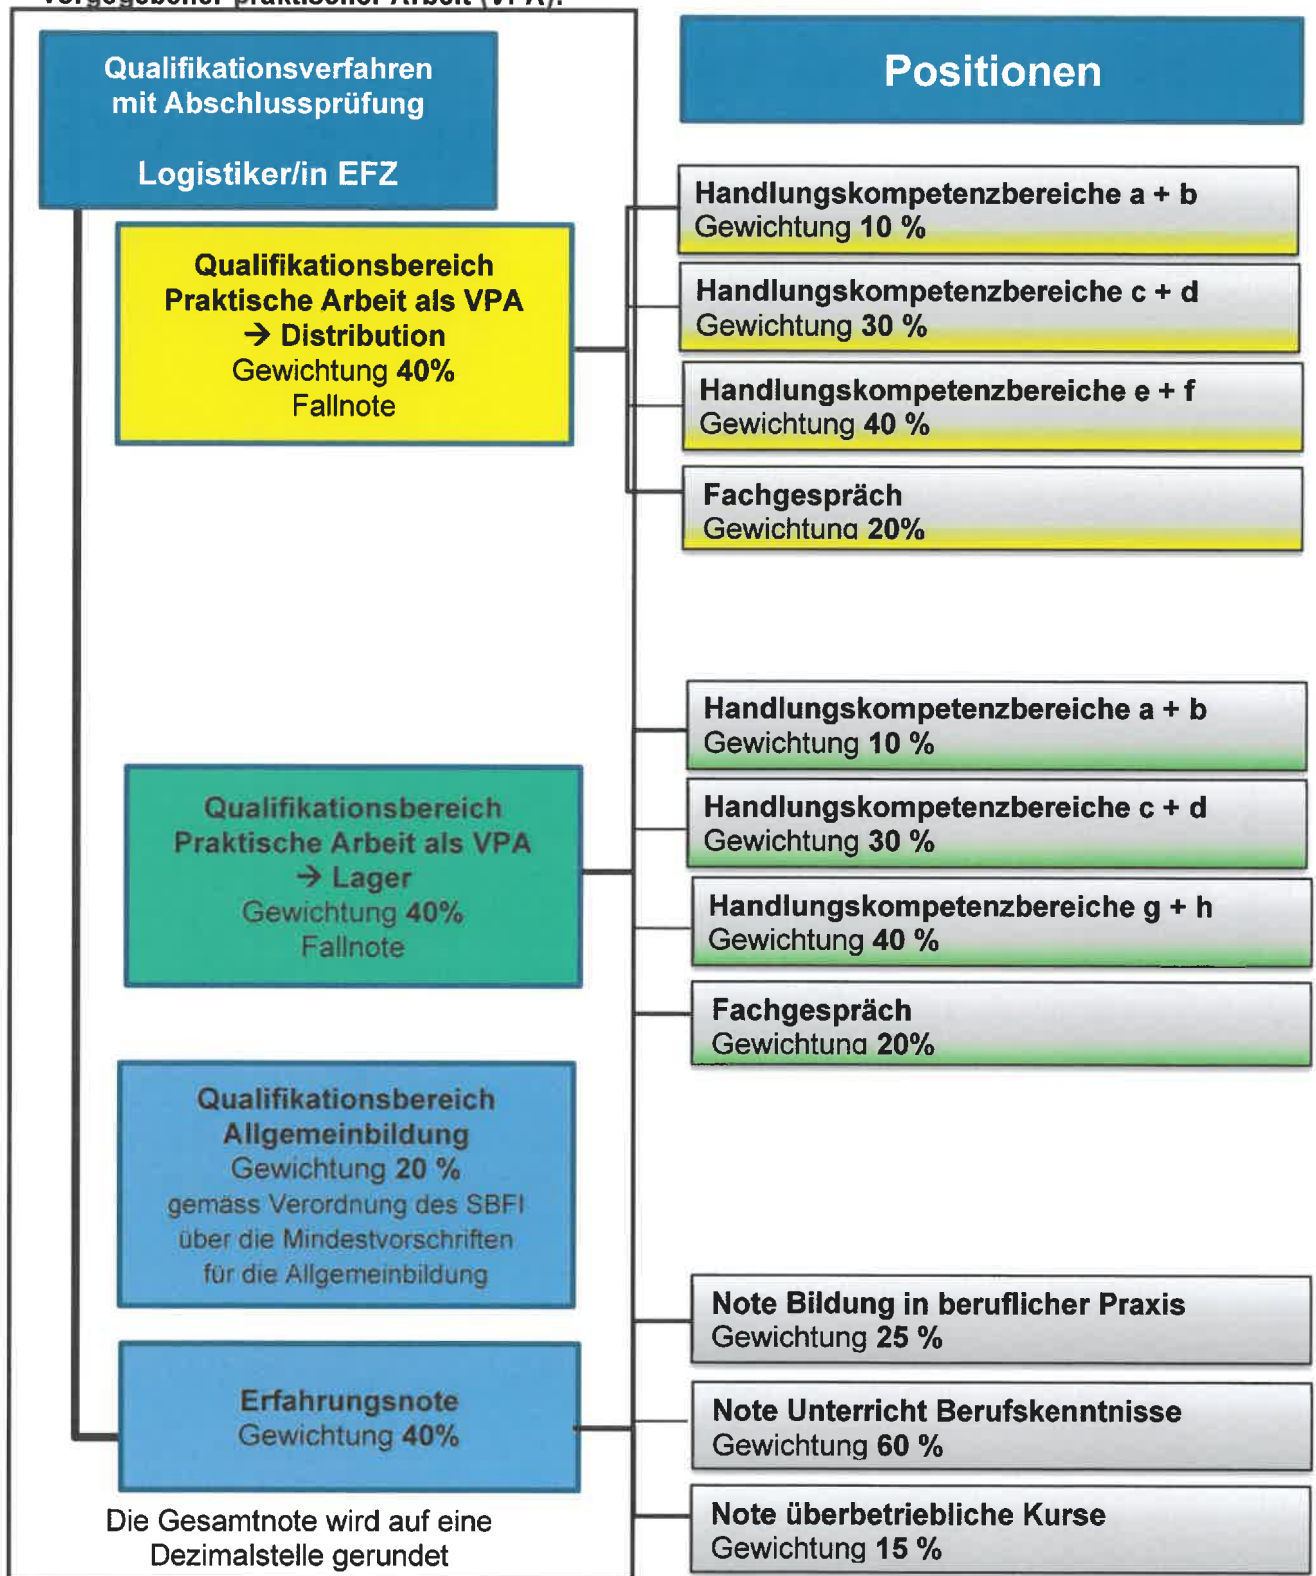 vorgegebener praktischer Arbeit (VPA).
Qualifikationsverfahren
mit Abschlussprüfung
Logistiker/in EFZ
Positionen
Qualifikationsbereich
Praktische Arbeit als VPA
→ Distribution
Gewichtung 40%
Fallnote
Handlungskompetenzbereiche a + b
Gewichtung 10 %
Handlungskompetenzbereiche c + d
Gewichtung 30 %
Handlungskompetenzbereiche e + f
Gewichtung 40 %
Fachgespräch
Gewichtung 20%
Qualifikationsbereich
Praktische Arbeit als VPA
→ Lager
Gewichtung 40%
Fallnote
Handlungskompetenzbereiche a + b
Gewichtung 10 %
Handlungskompetenzbereiche c + d
Gewichtung 30 %
Handlungskompetenzbereiche g + h
Gewichtung 40 %
Fachgespräch
Gewichtung 20%
Qualifikationsbereich
Allgemeinbildung
Gewichtung 20 %
gemäss Verordnung des SBFI
über die Mindestvorschriften
für die Allgemeinbildung
Erfahrungsnote
Gewichtung 40%
Note Bildung in beruflicher Praxis
Gewichtung 25 %
Note Unterricht Berufskenntnisse
Gewichtung 60 %
Note überbetriebliche Kurse
Gewichtung 15 %
Die Gesamtnote wird auf eine
Dezimalstelle gerundet